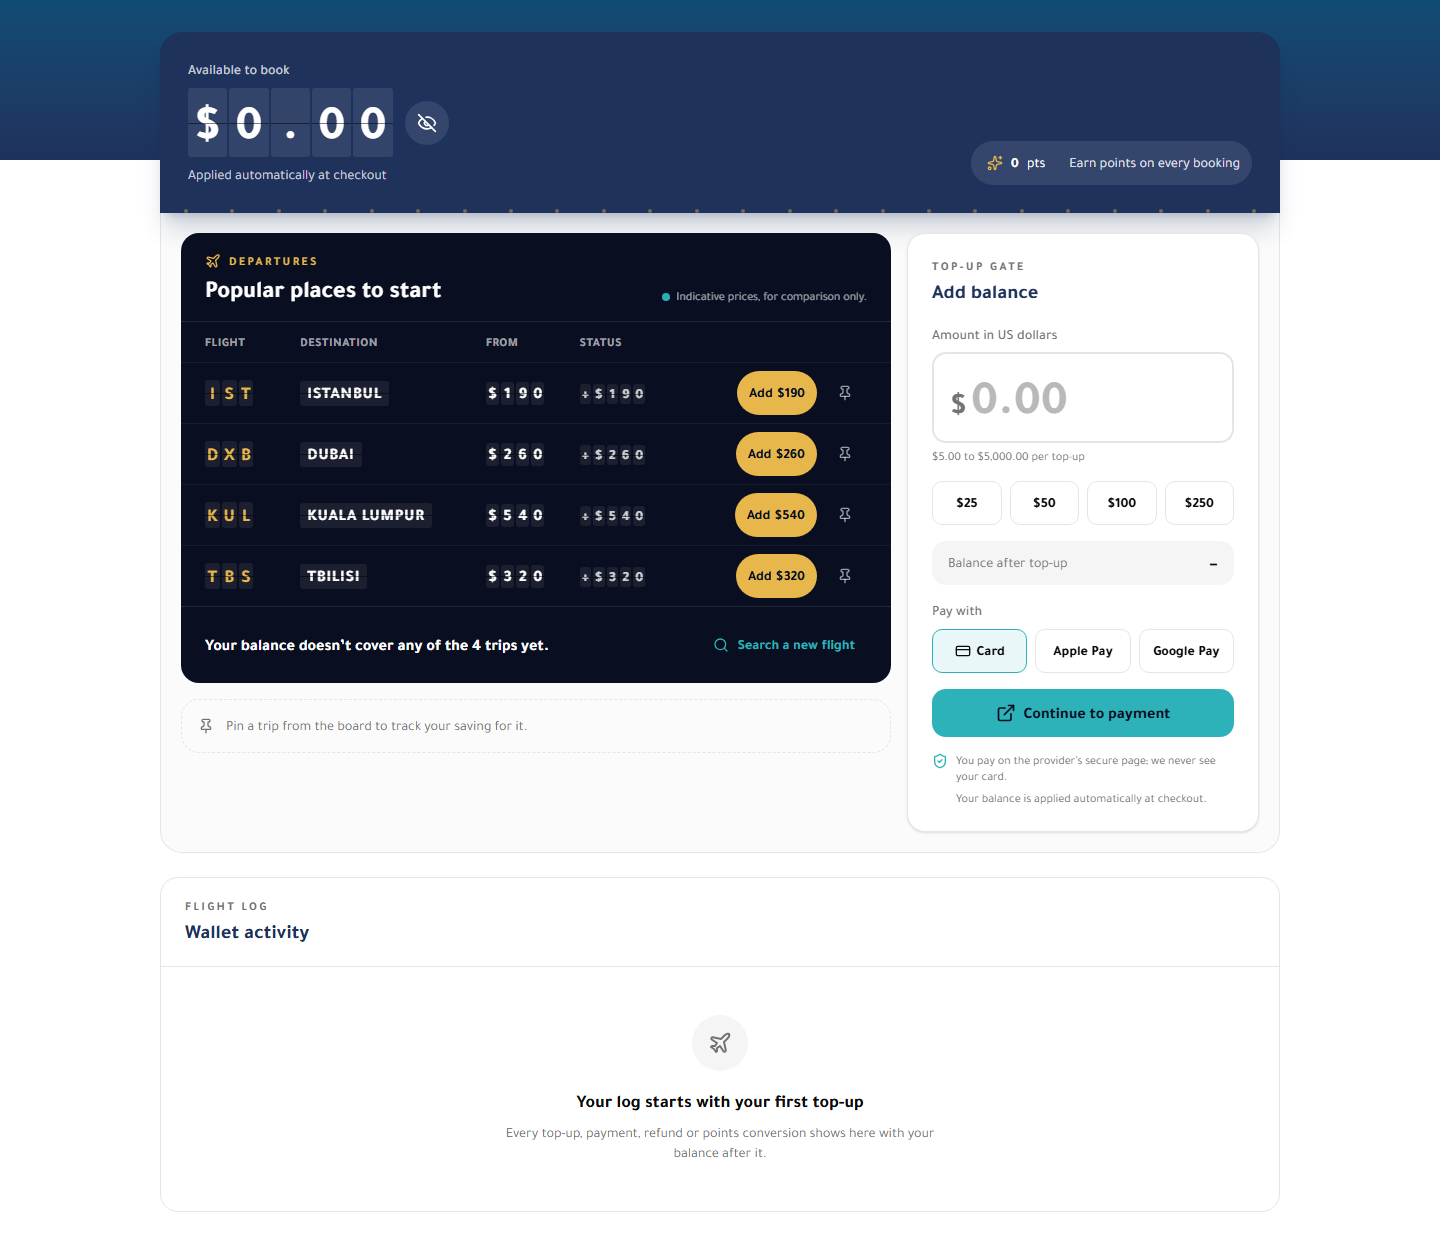 Available to book
$0.00
Applied automatically at checkout
0 pts Earn points on every booking
DEPARTURES
Popular places to start
Indicative prices, for comparison only.
FLIGHT DESTINATION FROM STATUS
IST ISTANBUL $190 +$190 Add $190
DXB DUBAI $260 +$260 Add $260
KUL KUALA LUMPUR $540 +$540 Add $540
TBS TBILISI $320 +$320 Add $320
Your balance doesn’t cover any of the 4 trips yet. Search a new flight
Pin a trip from the board to track your saving for it.
TOP-UP GATE
Add balance
Amount in US dollars
$ 0.00
$5.00 to $5,000.00 per top-up
$25 $50 $100 $250
Balance after top-up –
Pay with
Card Apple Pay Google Pay
Continue to payment
You pay on the provider’s secure page; we never see
your card.
Your balance is applied automatically at checkout.
FLIGHT LOG
Wallet activity
Your log starts with your first top-up
Every top-up, payment, refund or points conversion shows here with your
balance after it.